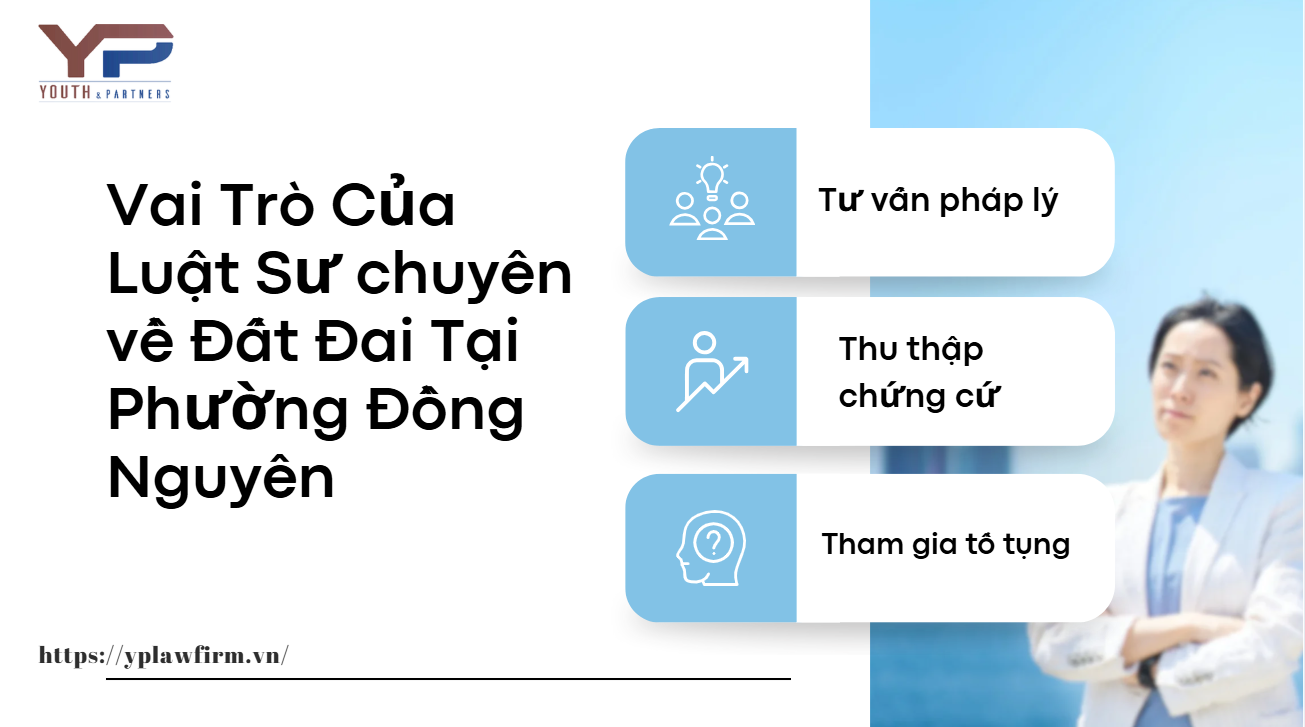 YP
YOUTH & PARTNERS
Vai Trò Của
Luật Sư chuyên
về Đất Đai Tại
Phường Đồng
Nguyên
Tư vấn pháp lý
Thu thập
chứng cứ
?
Tham gia tố tụng
https://yplawfirm.vn/